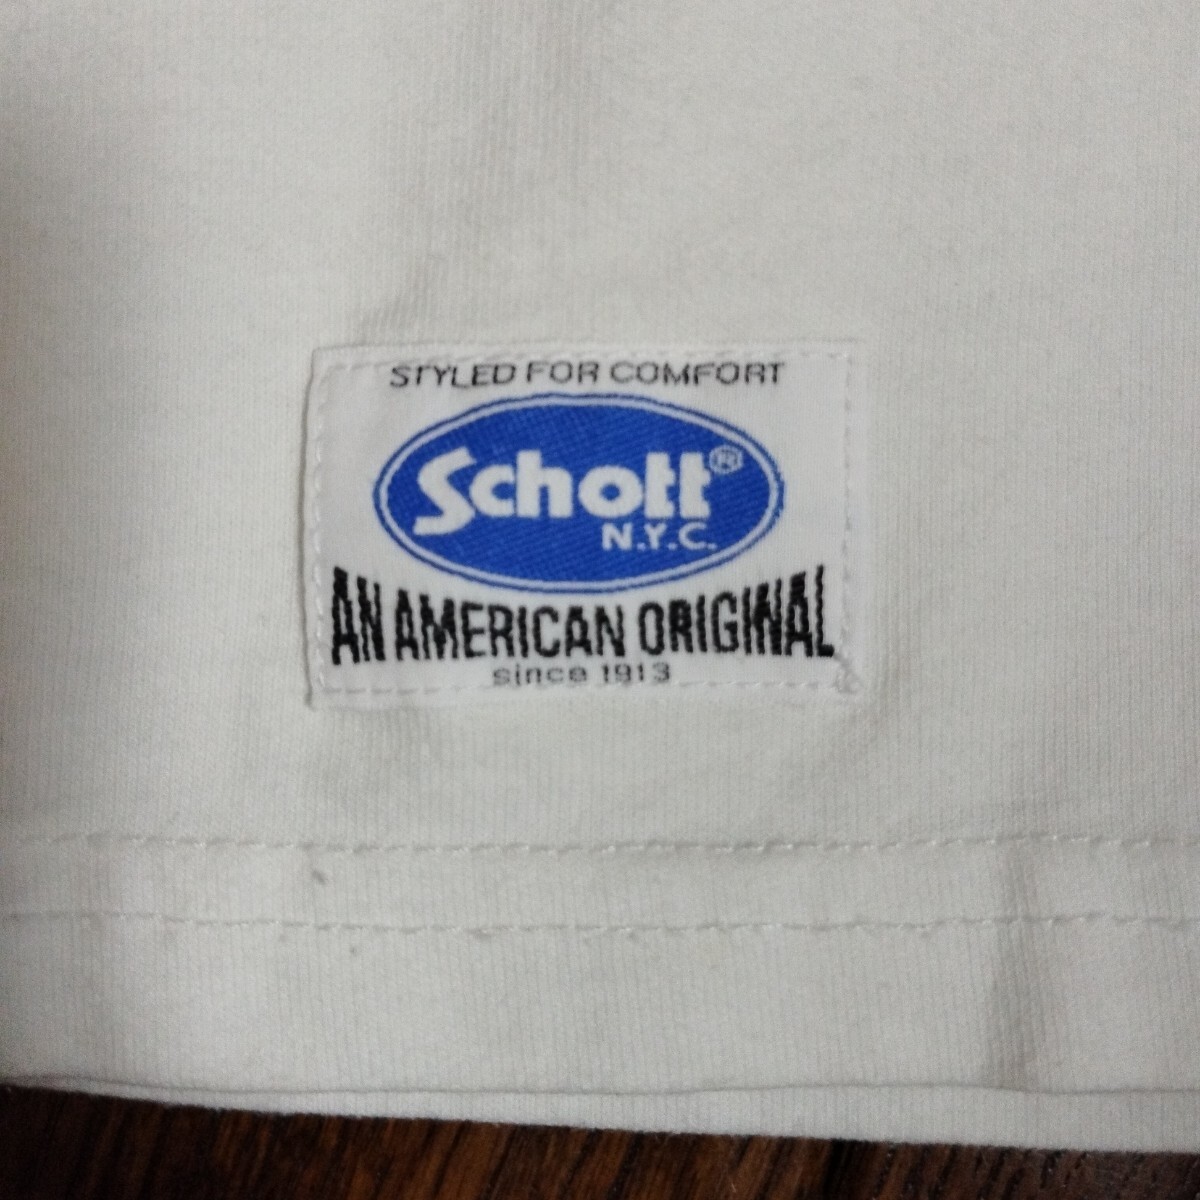 STYLED FOR COMFORT
Schott®
N.Y.C.
AN AMERICAN ORIGINAL
since 1913